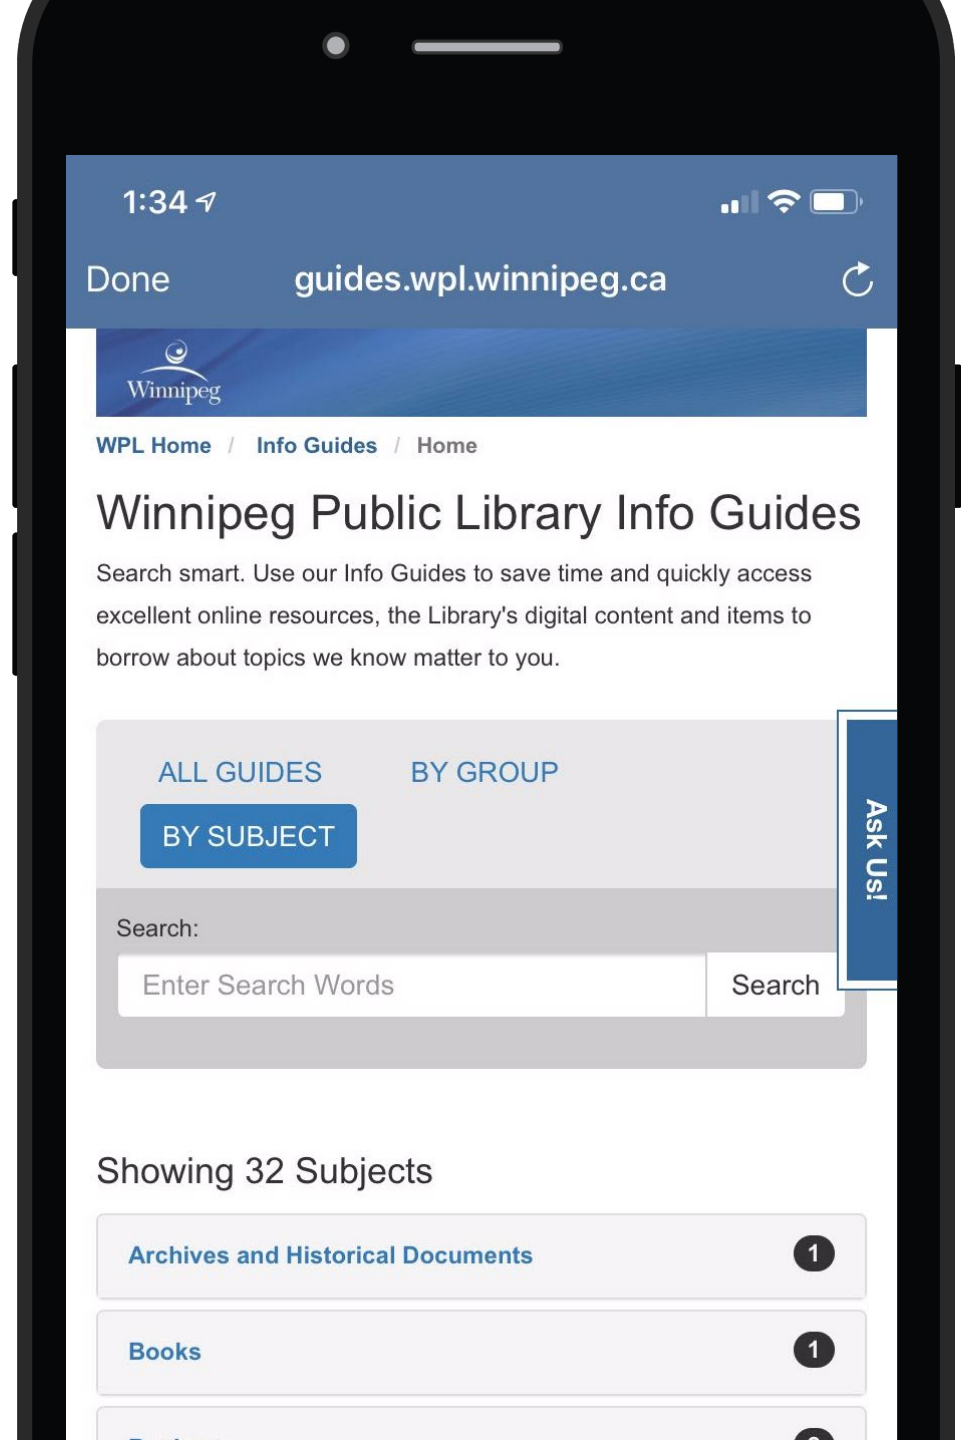 1:34
Done guides.wpl.winnipeg.ca
Winnipeg
WPL Home / Info Guides / Home
Winnipeg Public Library Info Guides
Search smart. Use our Info Guides to save time and quickly access
excellent online resources, the Library's digital content and items to
borrow about topics we know matter to you.
ALL GUIDES BY GROUP
BY SUBJECT
Ask Us!
Search:
Enter Search Words Search
Showing 32 Subjects
Archives and Historical Documents 1
Books 1